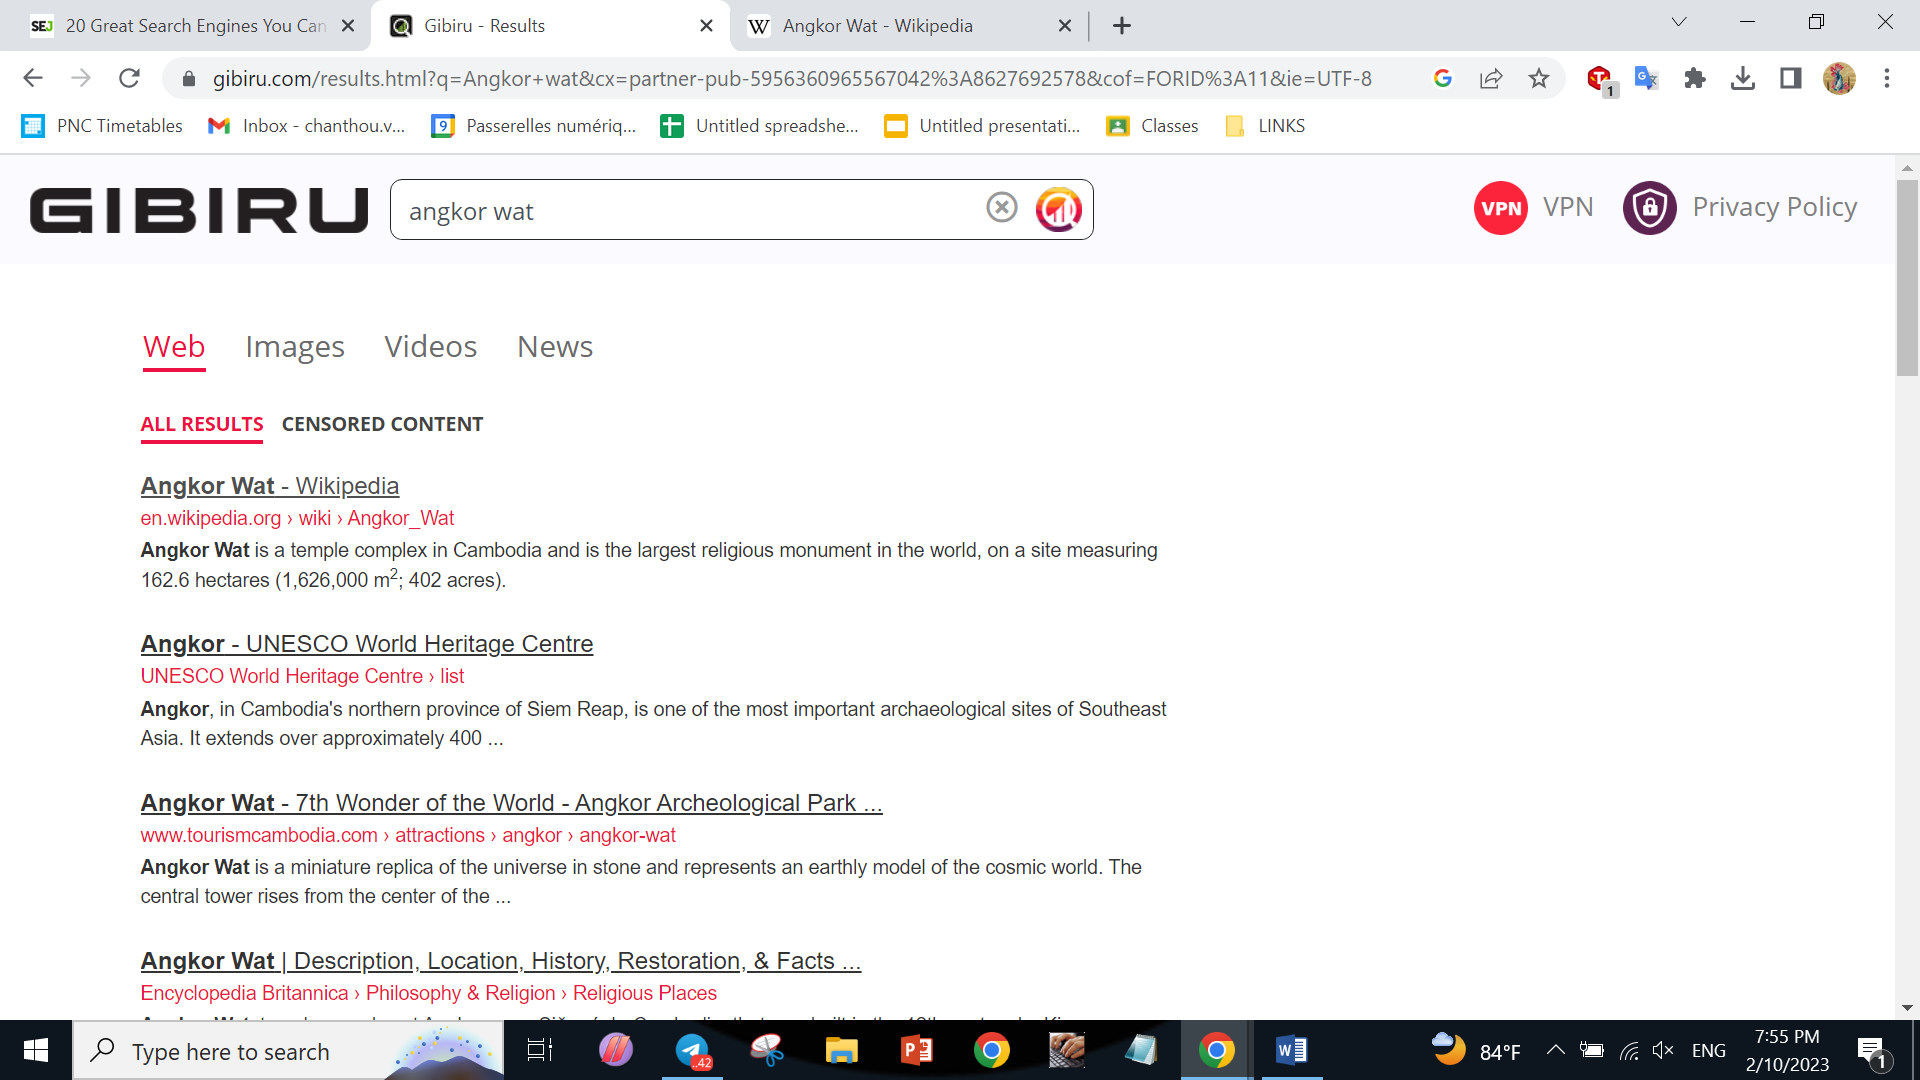 20 Great Search Engines You Can
Gibiru - Results
Angkor Wat - Wikipedia
gibiru.com/results.html?q=Angkor+wat&cx=partner-pub-5956360965567042%3A8627692578&cof=FORID%3A11&ie=UTF-8
PNC Timetables
Inbox - chanthou.v...
Passerelles numériq...
Untitled spreadshe...
Untitled presentati...
Classes
LINKS
GIBIRU
angkor wat
VPN VPN
Privacy Policy
Web Images Videos News
ALL RESULTS CENSORED CONTENT
Angkor Wat - Wikipedia
en.wikipedia.org › wiki › Angkor_Wat
Angkor Wat is a temple complex in Cambodia and is the largest religious monument in the world, on a site measuring
162.6 hectares (1,626,000 m2; 402 acres).
Angkor - UNESCO World Heritage Centre
UNESCO World Heritage Centre › list
Angkor, in Cambodia's northern province of Siem Reap, is one of the most important archaeological sites of Southeast
Asia. It extends over approximately 400 ...
Angkor Wat - 7th Wonder of the World - Angkor Archeological Park ...
www.tourismcambodia.com › attractions › angkor › angkor-wat
Angkor Wat is a miniature replica of the universe in stone and represents an earthly model of the cosmic world. The
central tower rises from the center of the ...
Angkor Wat | Description, Location, History, Restoration, & Facts ...
Encyclopedia Britannica › Philosophy & Religion › Religious Places
Type here to search
84°F
ENG
7:55 PM
2/10/2023
1